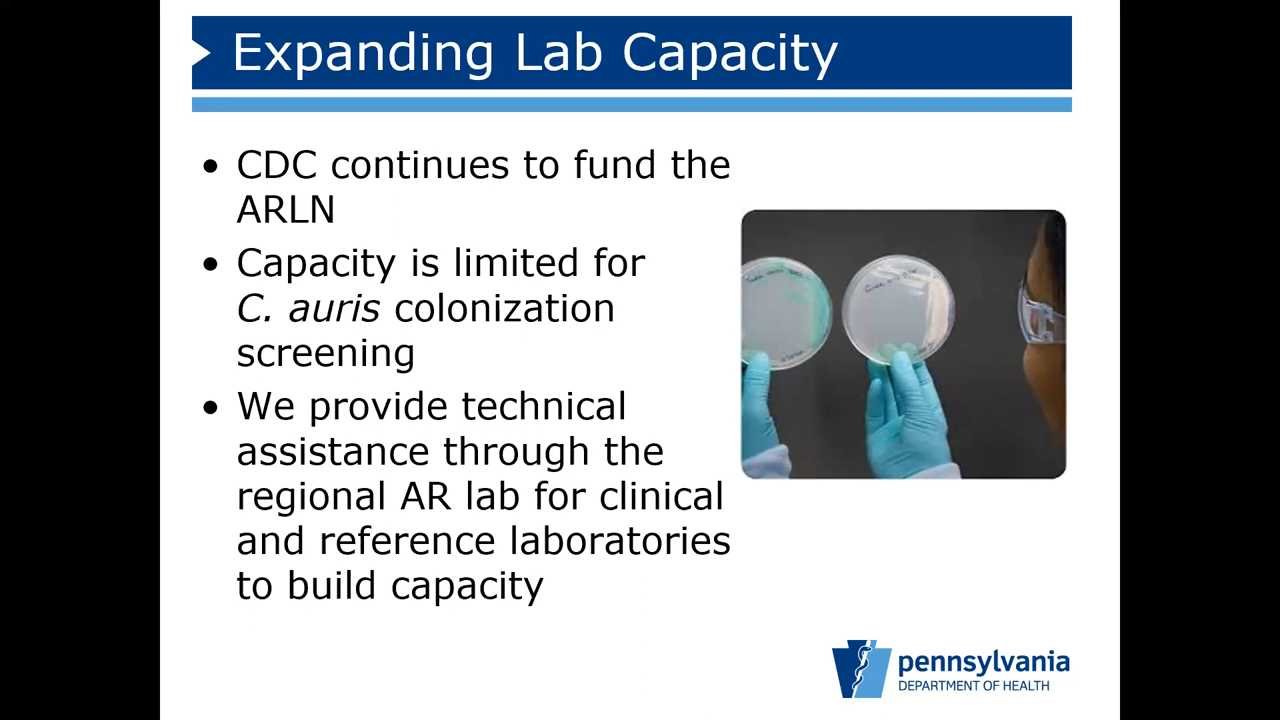 Expanding Lab Capacity
• CDC continues to fund the
ARLN
• Capacity is limited for
C. auris colonization
screening
• We provide technical
assistance through the
regional AR lab for clinical
and reference laboratories
to build capacity
pennsylvania
DEPARTMENT OF HEALTH